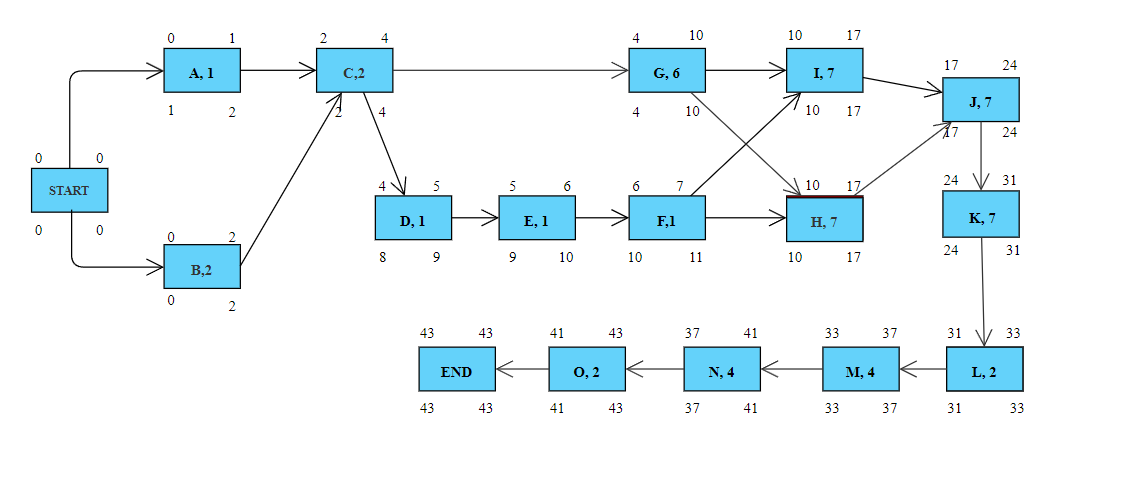 0 1
A, 1
1 2
2 4
C,2
2 4
4 10
G, 6
4 10
10 17
I, 7
10 17
17 24
J, 7
17 24
0 0
START
0 0
4 5
D, 1
8 9
5 6
E, 1
9 10
6 7
F,1
10 11
10 17
H, 7
10 17
24 31
K, 7
24 31
0 2
B,2
0 2
43 43
END
43 43
41 43
O, 2
41 43
37 41
N, 4
37 41
33 37
M, 4
33 37
31 33
L, 2
31 33